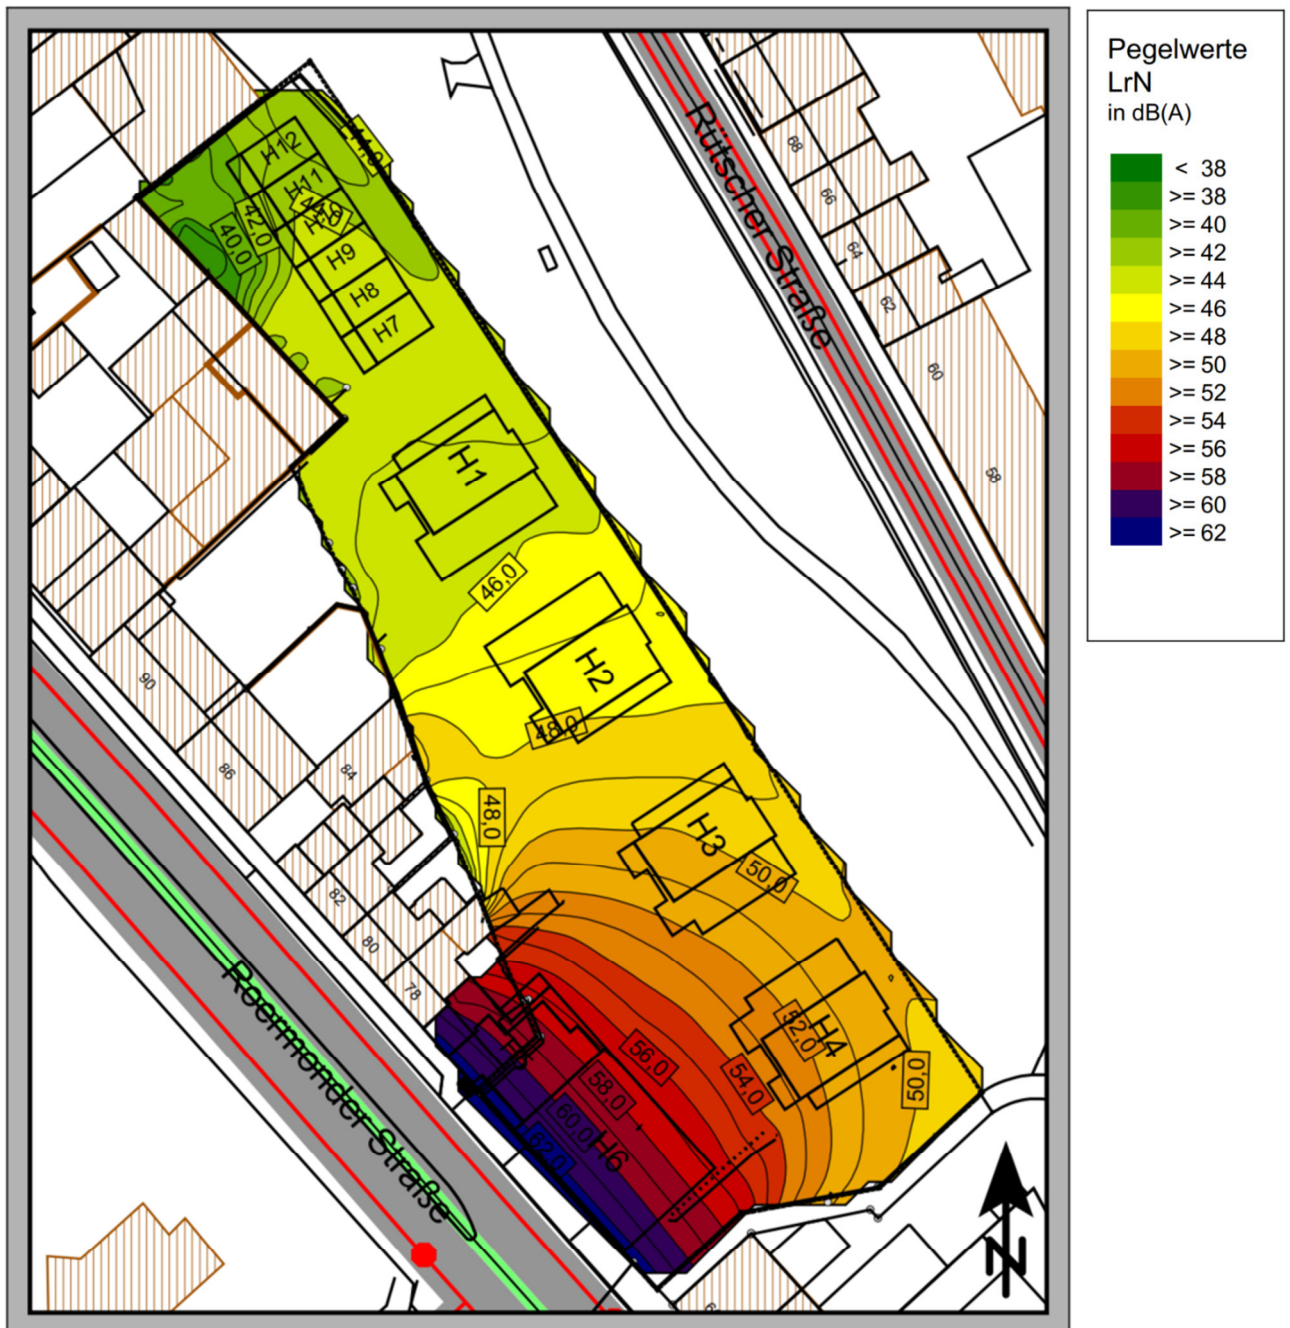 Pegelwerte
LrN
in dB(A)
< 38
>= 38
>= 40
>= 42
>= 44
>= 46
>= 48
>= 50
>= 52
>= 54
>= 56
>= 58
>= 60
>= 62
Rütscher Straße
68
66
64
62
60
58
H12
H11
42,0
40,0
H9
H8
H7
H1
46,0
H2
48,0
48,0
H3
50,0
H4
52,0
50,0
54,0
56,0
58,0
60,0
62,0
H6
90
86
84
82
80
78
Roermonder Straße
N